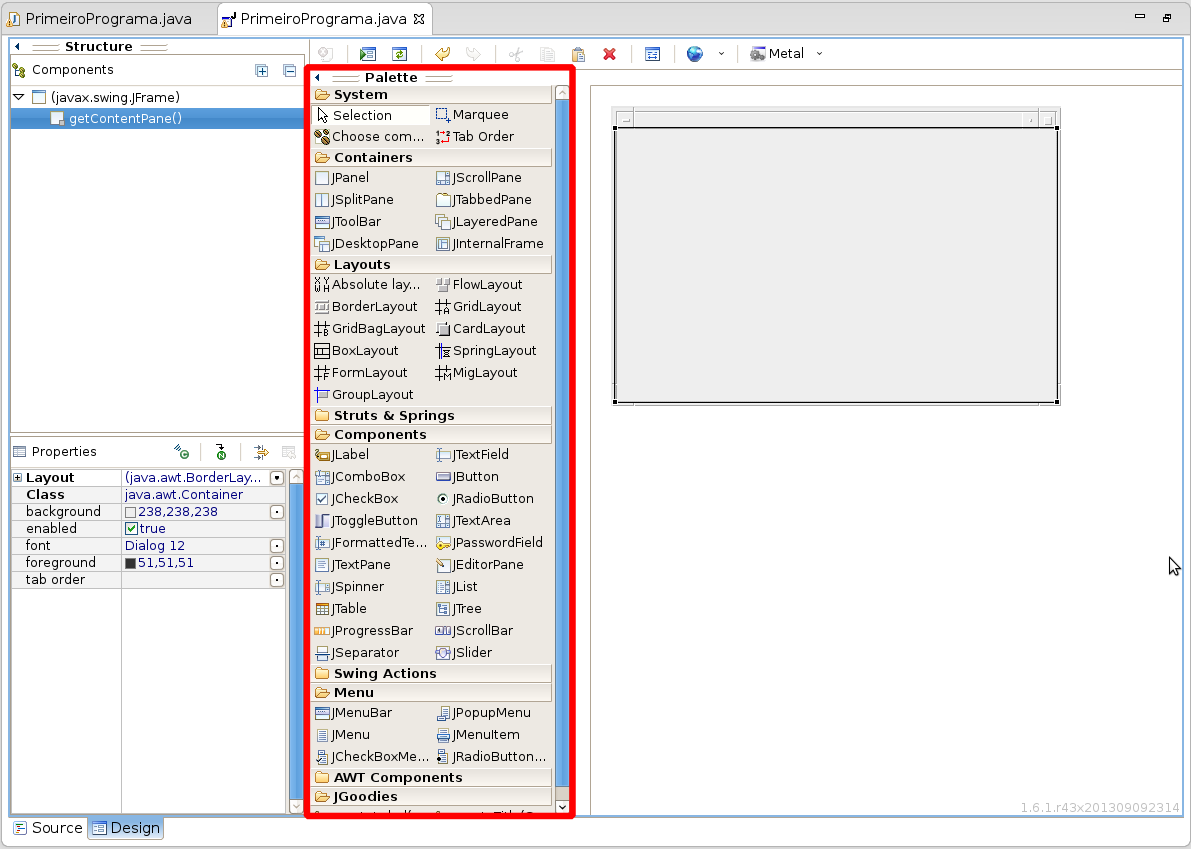 PrimeiroPrograma.java
PrimeiroPrograma.java
Structure
Components
(javax.swing.JFrame)
getContentPane()
Properties
Layout (java.awt.BorderLay...
Class java.awt.Container
background 238,238,238
enabled true
font Dialog 12
foreground 51,51,51
tab order
Metal
Palette
System
Selection Marquee
Choose com... Tab Order
Containers
JPanel JScrollPane
JSplitPane JTabbedPane
JToolBar JLayeredPane
JDesktopPane JInternalFrame
Layouts
Absolute lay... FlowLayout
BorderLayout GridLayout
GridBagLayout CardLayout
BoxLayout SpringLayout
FormLayout MigLayout
GroupLayout
Struts & Springs
Components
JLabel JTextField
JComboBox JButton
JCheckBox JRadioButton
JToggleButton JTextArea
JFormattedTe... JPasswordField
JTextPane JEditorPane
JSpinner JList
JTable JTree
JProgressBar JScrollBar
JSeparator JSlider
Swing Actions
Menu
JMenuBar JPopupMenu
JMenu JMenuItem
JCheckBoxMe... JRadioButton...
AWT Components
JGoodies
1.6.1.r43x201309092314
Source Design